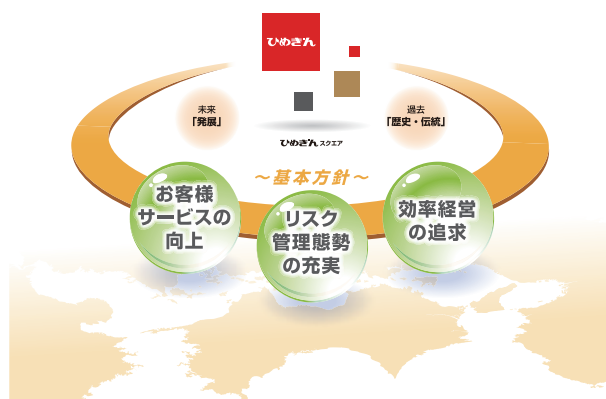 ひめぎん
未来
「発展」
過去
「歴史・伝統」
ひめぎんスクエア
～基本方針～
お客様
サービスの
向上
リスク
管理態勢
の充実
効率経営
の追求